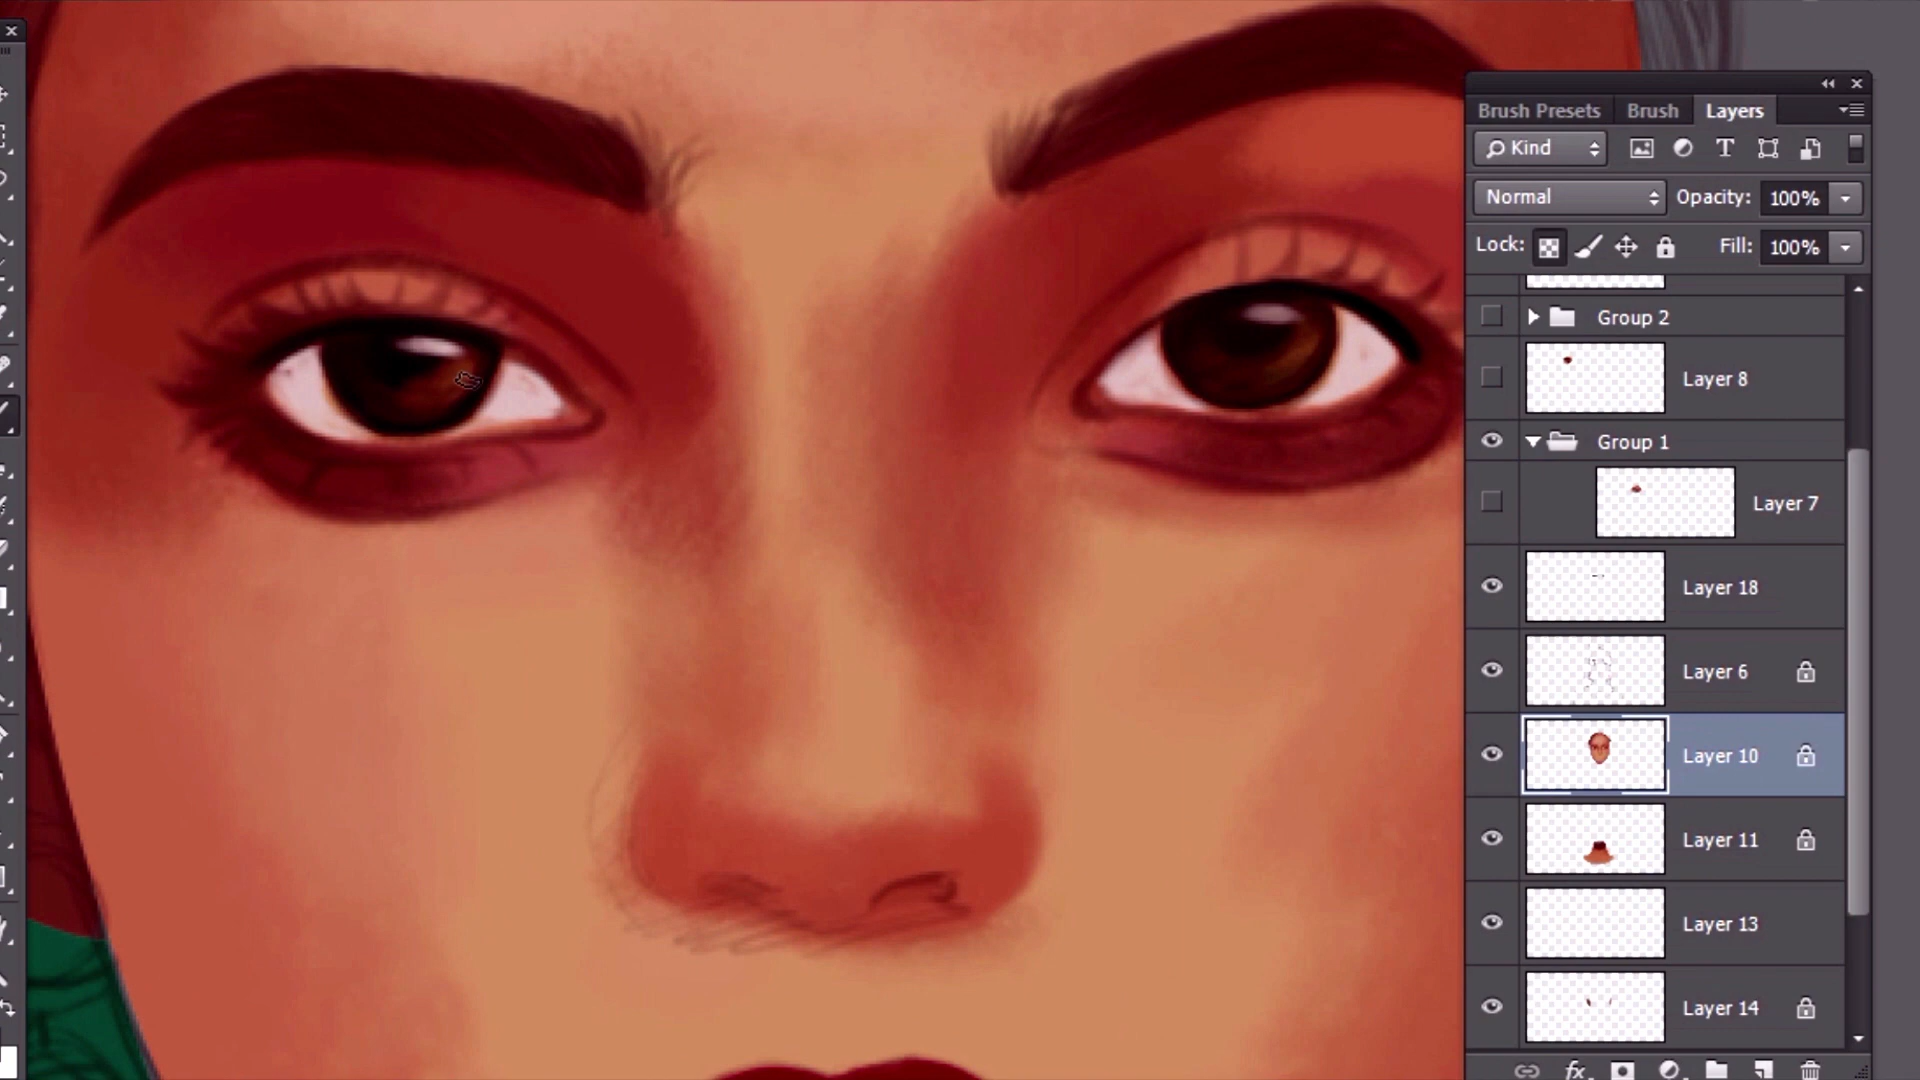 Brush Presets Brush Layers
Kind T
Normal Opacity: 100%
Lock: Fill: 100%
Group 2
Layer 8
Group 1
Layer 7
Layer 18
Layer 6
Layer 10
Layer 11
Layer 13
Layer 14
fx